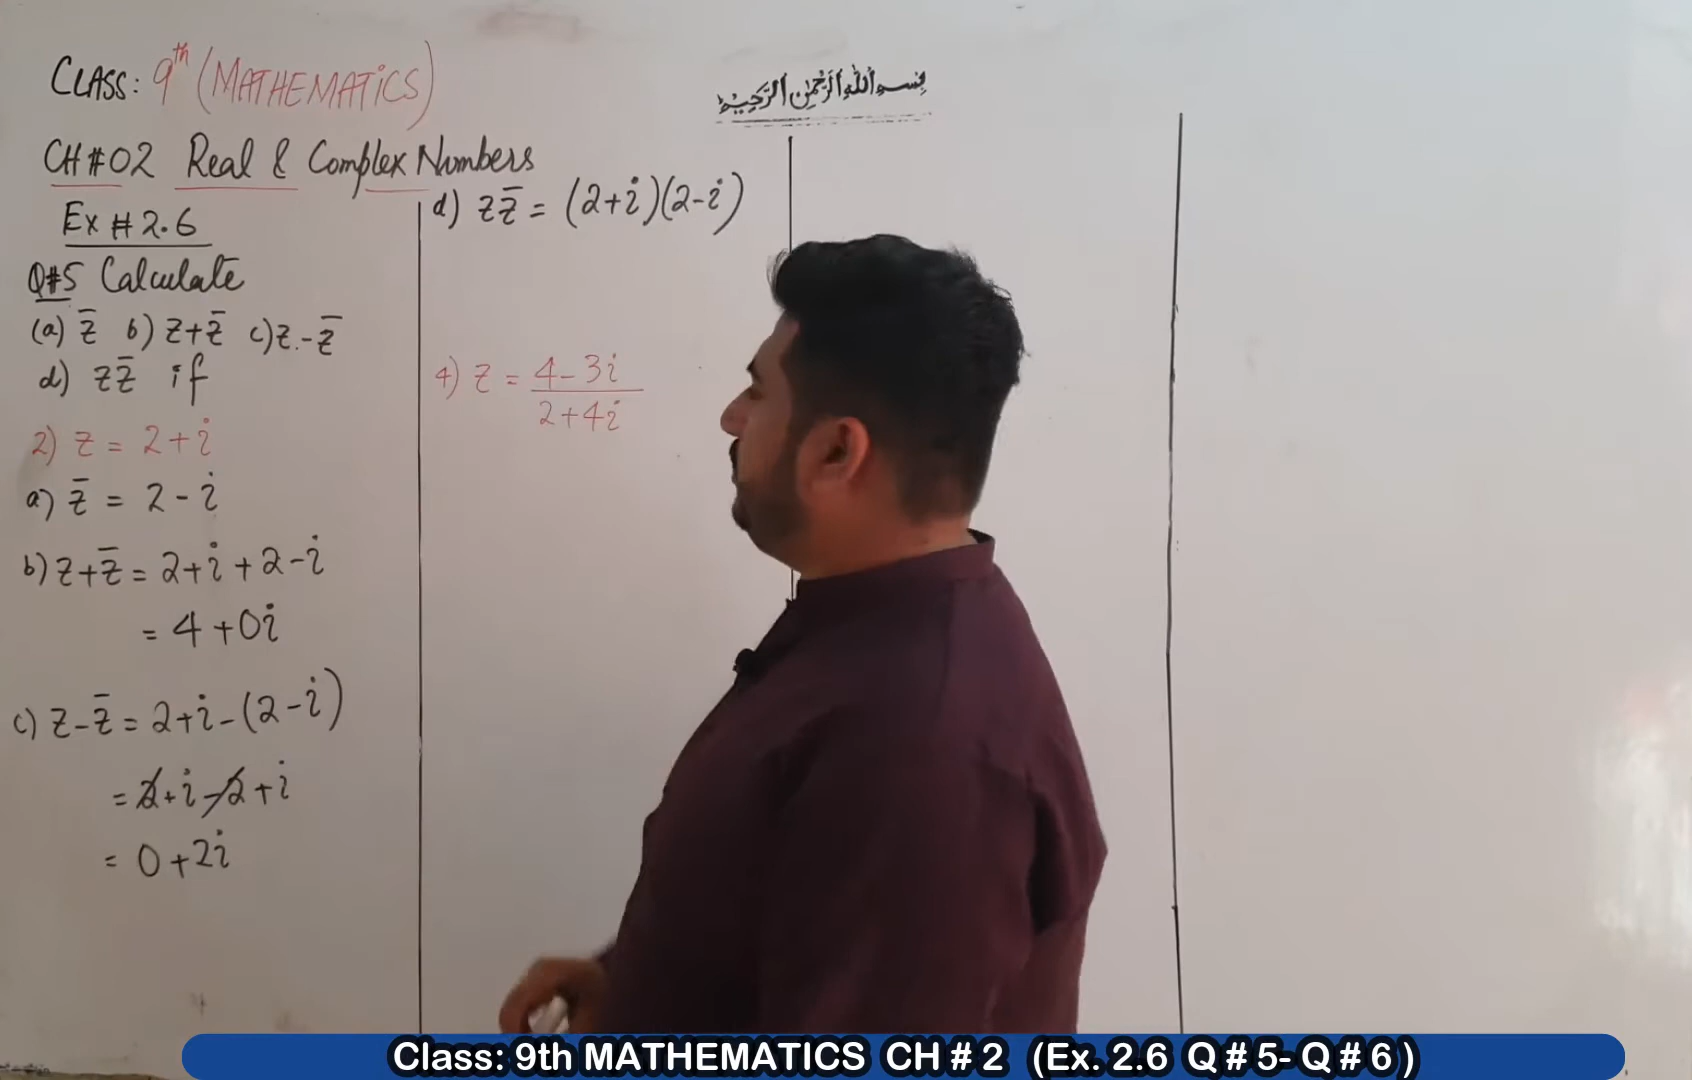 CLASS: 9th (MATHEMATICS)
بسم الله الرحمن الرحيم
CH # 02 Real & Complex Numbers
Ex # 2.6
Q#5 Calculate
(a) z̄ b) z+z̄ c) z.-z̄
d) zz̄ if
2) z = 2+i
a) z̄ = 2-i
b) z+z̄ = 2+i+2-i
= 4+0i
c) z-z̄ = 2+i-(2-i)
= 2+i-2+i
= 0+2i
d) zz̄ = (2+i)(2-i)
4) z = 4-3i
2+4i
Class: 9th MATHEMATICS CH # 2 (Ex. 2.6 Q # 5- Q # 6 )